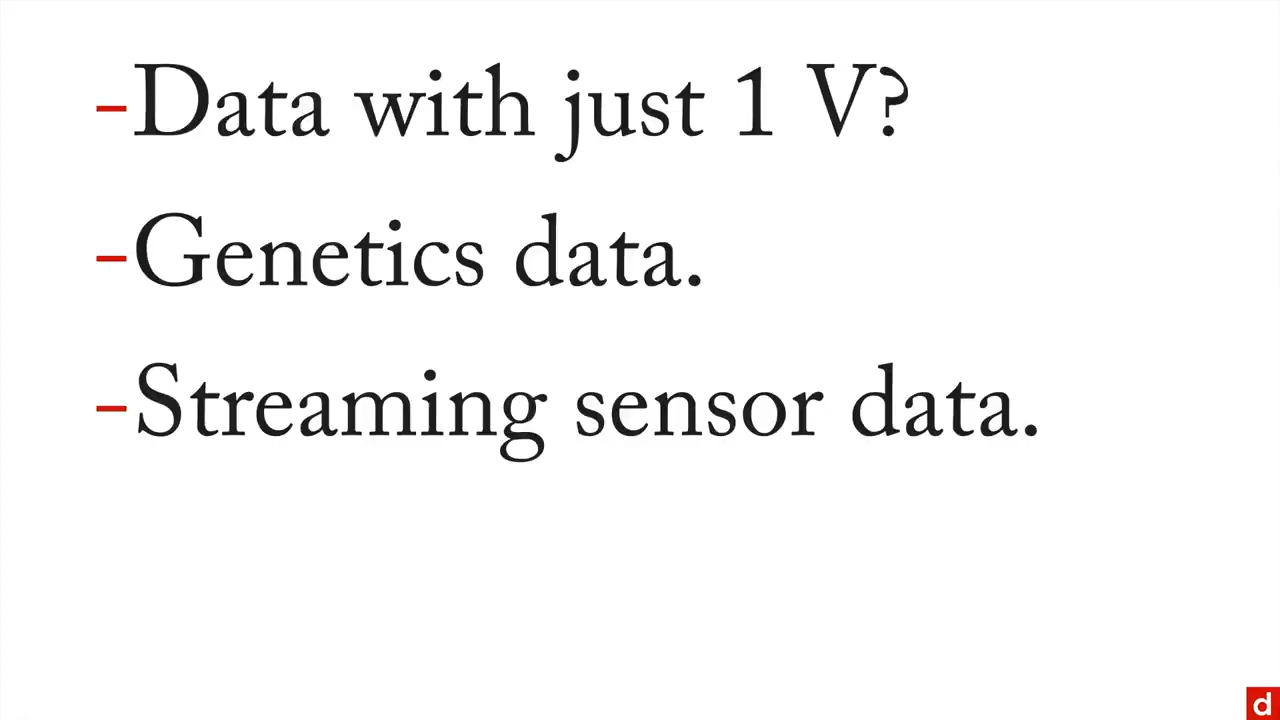 -Data with just 1 V?
-Genetics data.
-Streaming sensor data.
d